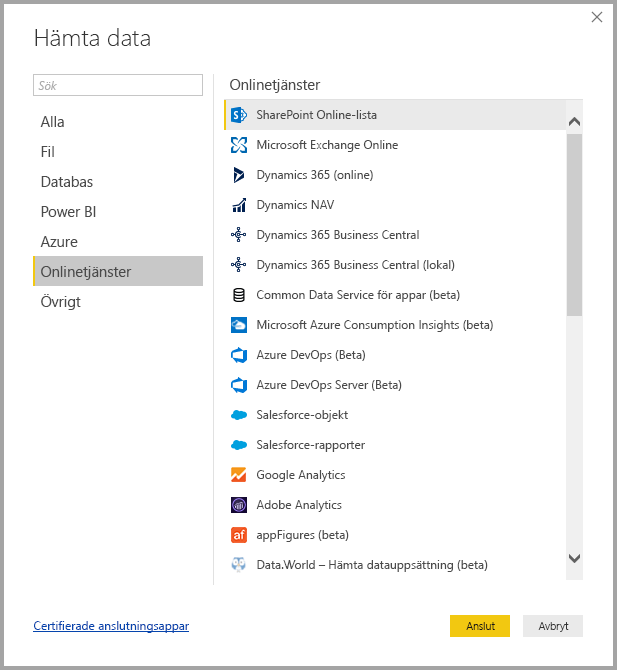 Hämta data
Sök
Alla
Fil
Databas
Power BI
Azure
Onlinetjänster
Övrigt
Onlinetjänster
SharePoint Online-lista
Microsoft Exchange Online
Dynamics 365 (online)
Dynamics NAV
Dynamics 365 Business Central
Dynamics 365 Business Central (lokal)
Common Data Service för appar (beta)
Microsoft Azure Consumption Insights (beta)
Azure DevOps (Beta)
Azure DevOps Server (Beta)
Salesforce-objekt
Salesforce-rapporter
Google Analytics
Adobe Analytics
af appFigures (beta)
Data.World – Hämta datauppsättning (beta)
Certifierade anslutningsappar
Anslut
Avbryt